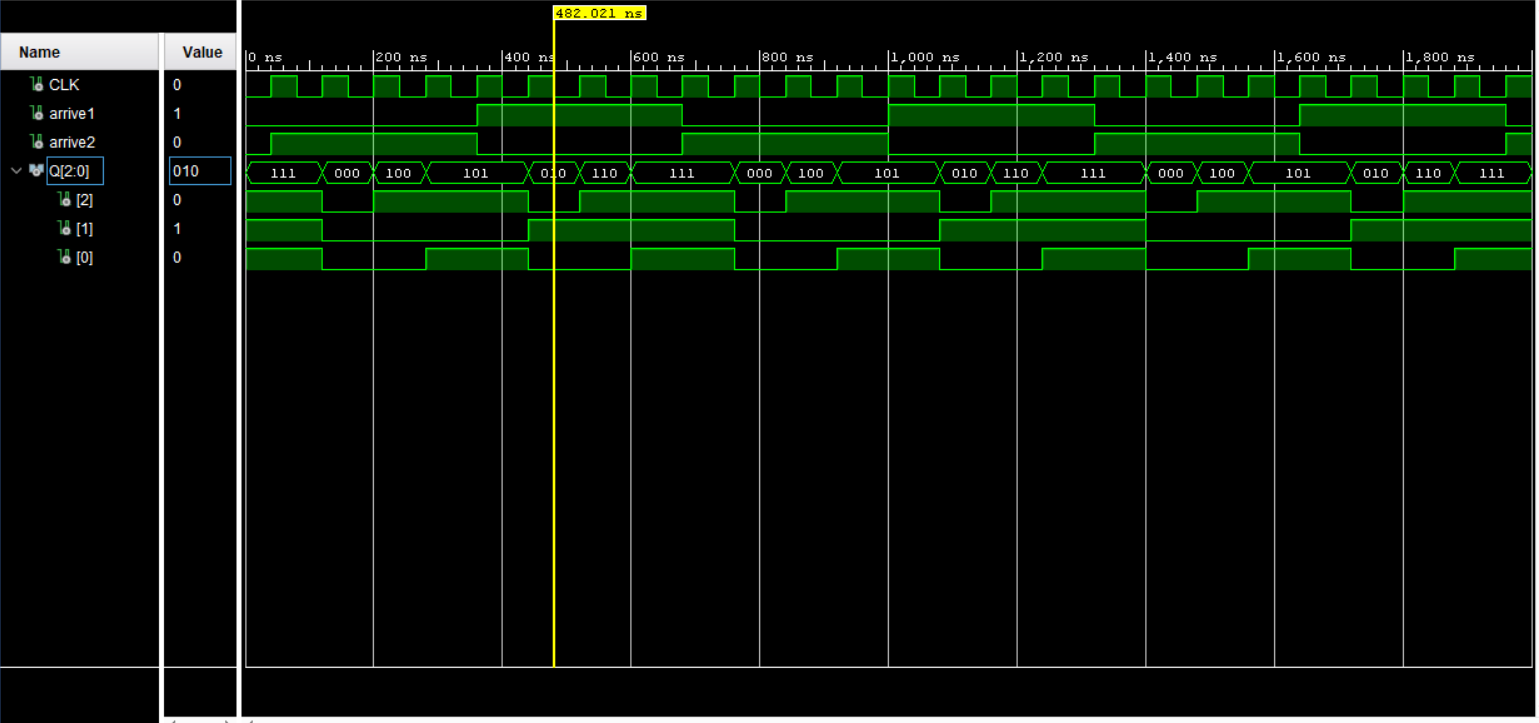 482.021 ns
Name Value
0 ns 200 ns 400 ns 600 ns 800 ns 1,000 ns 1,200 ns 1,400 ns 1,600 ns 1,800 ns
CLK 0
arrive1 1
arrive2 0
Q[2:0] 010 111 000 100 101 010 110 111 000 100 101 010 110 111 000 100 101 010 110 111
[2] 0
[1] 1
[0] 0